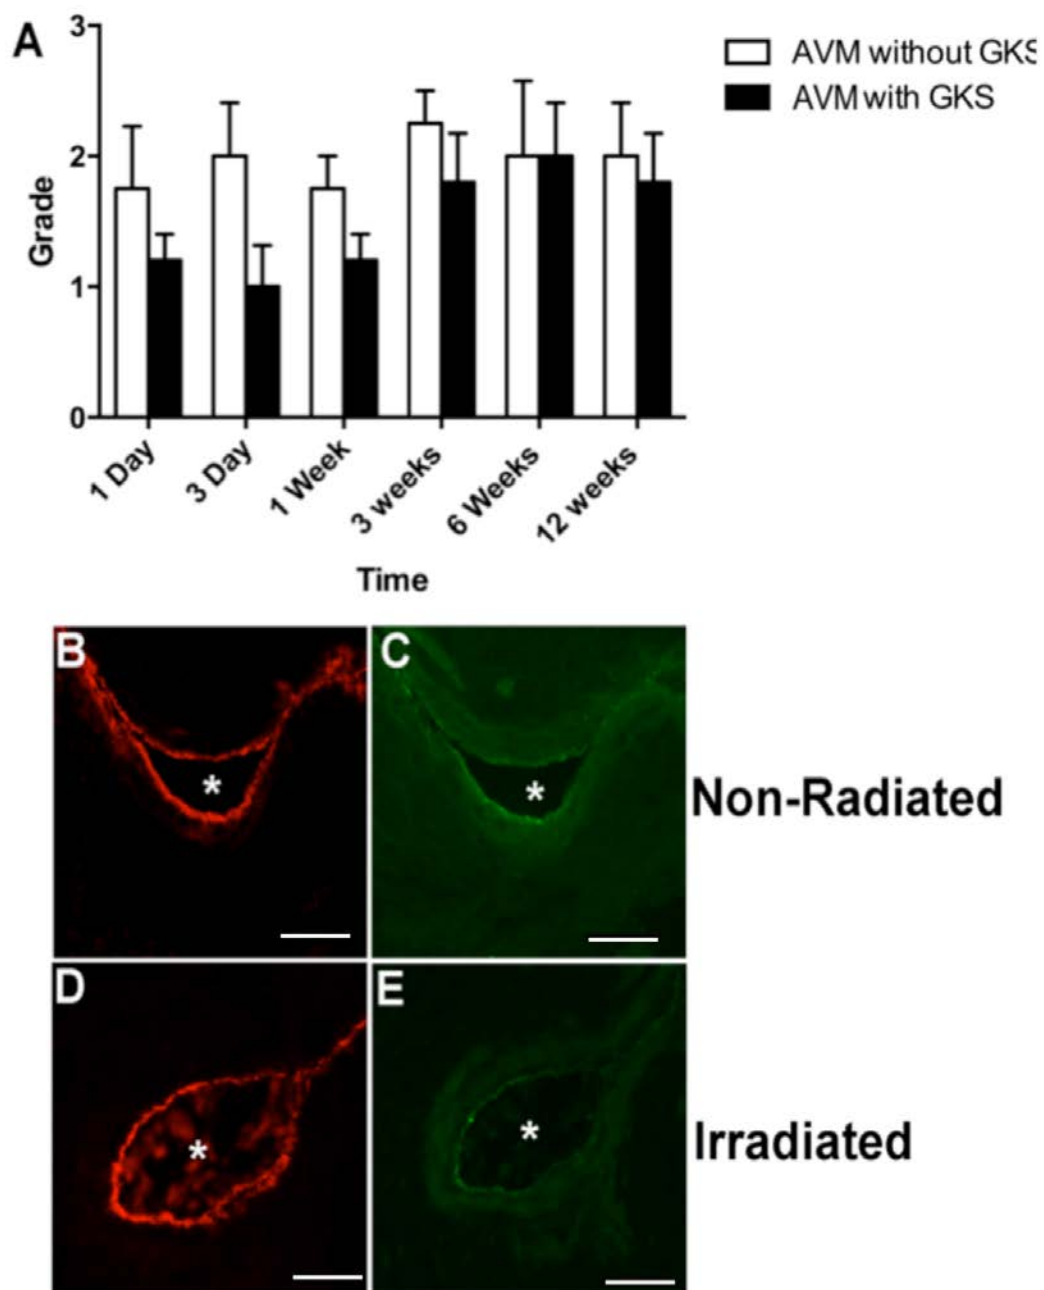 A
3
2
1
0
Grade
1 Day
3 Day
1 Week
3 weeks
6 Weeks
12 weeks
Time
AVM without GKS
AVM with GKS
B
C
*
*
Non-Radiated
D
E
*
*
Irradiated